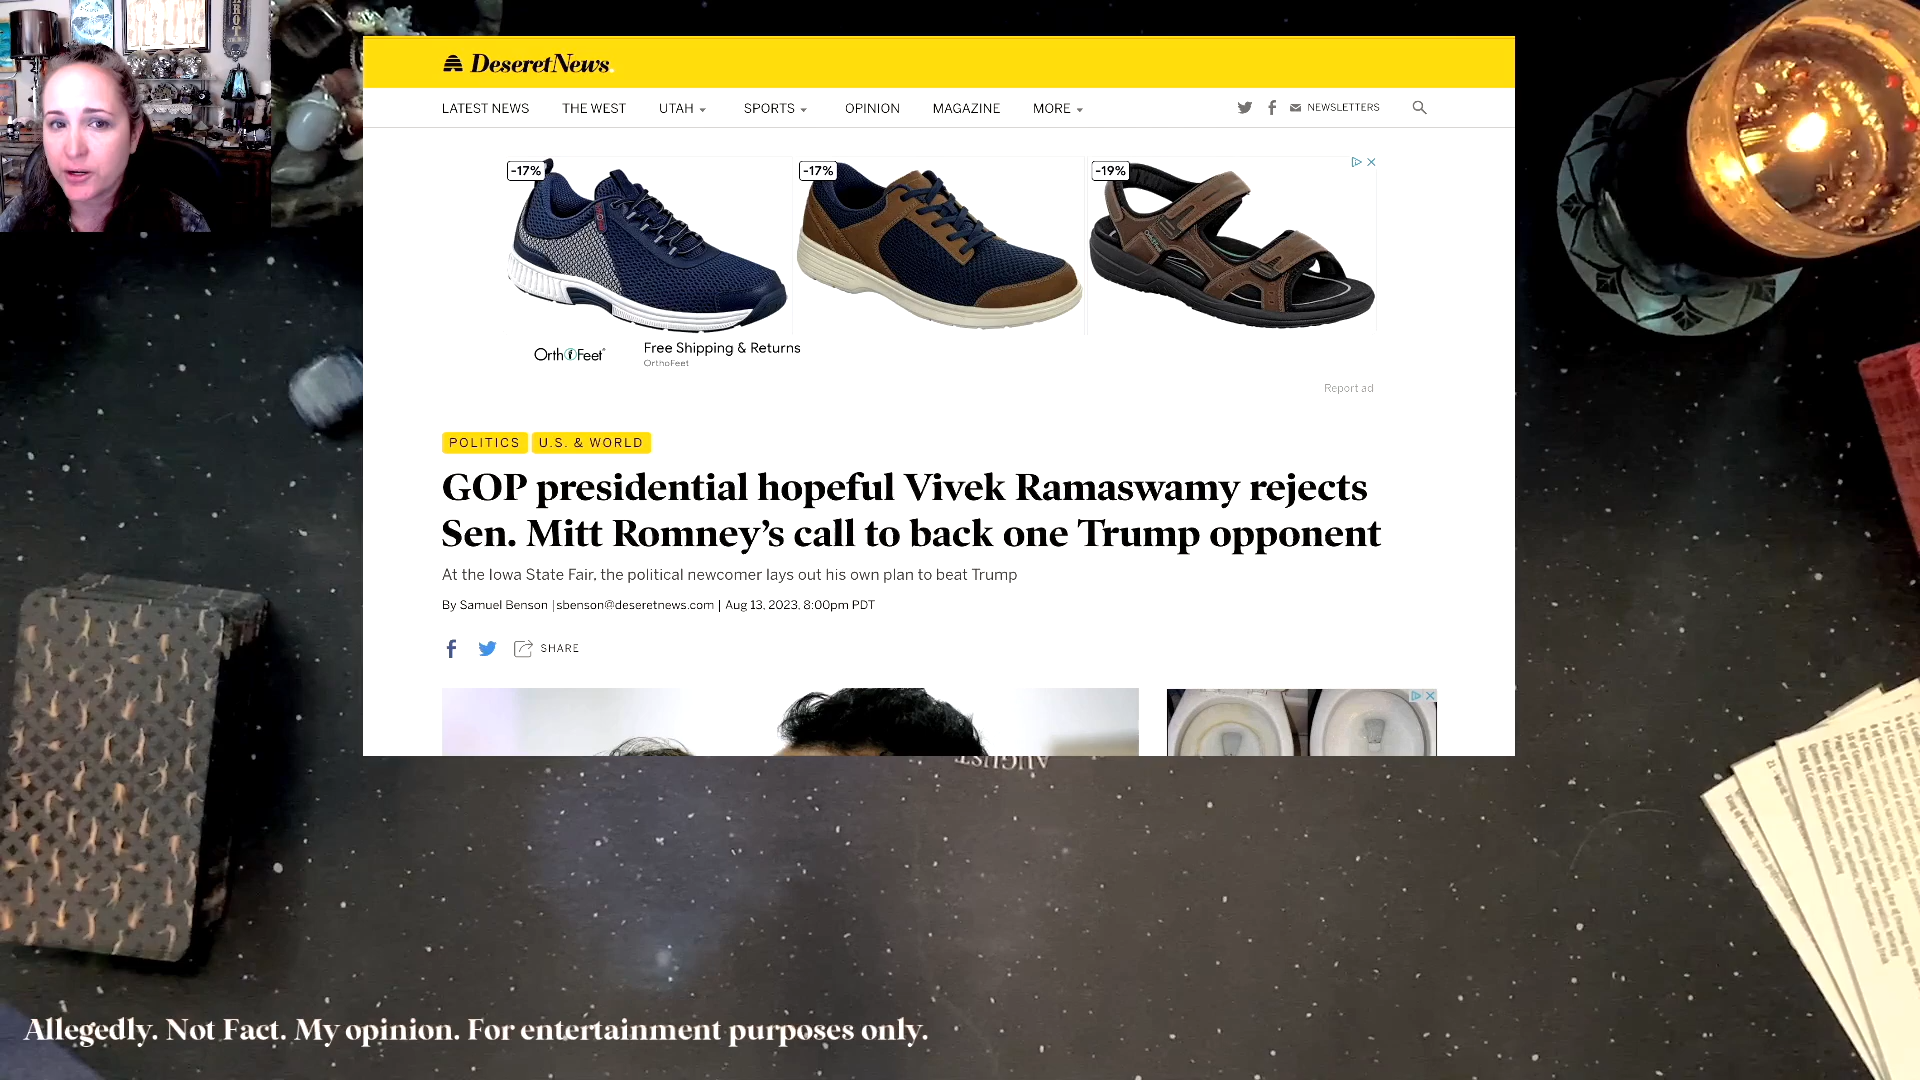 DeseretNews
LATEST NEWS THE WEST UTAH SPORTS OPINION MAGAZINE MORE NEWSLETTERS
-17% -17% -19%
OrthoFeet
Free Shipping & Returns
OrthoFeet
Report ad
POLITICS U.S. & WORLD
GOP presidential hopeful Vivek Ramaswamy rejects
Sen. Mitt Romney's call to back one Trump opponent
At the Iowa State Fair, the political newcomer lays out his own plan to beat Trump
By Samuel Benson | sbenson@deseretnews.com | Aug 13, 2023, 8:00pm PDT
SHARE
AUGUST
Allegedly. Not Fact. My opinion. For entertainment purposes only.